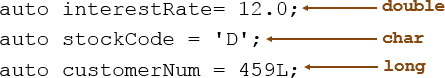 auto interestRate= 12.0; double
auto stockCode = 'D'; char
auto customerNum = 459L; long